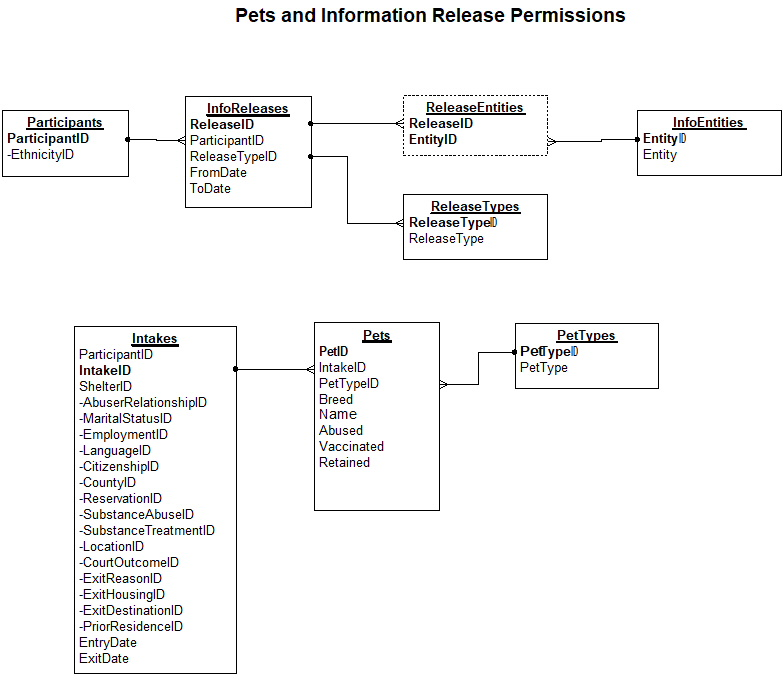 Pets and Information Release Permissions
Participants
ParticipantID
-EthnicityID
InfoReleases
ReleaseID
ParticipantID
ReleaseTypeID
FromDate
ToDate
ReleaseEntities
ReleaseID
EntityID
InfoEntities
EntityID
Entity
ReleaseTypes
ReleaseTypeID
ReleaseType
Intakes
ParticipantID
IntakeID
ShelterID
-AbuserRelationshipID
-MaritalStatusID
-EmploymentID
-LanguageID
-CitizenshipID
-CountyID
-ReservationID
-SubstanceAbuseID
-SubstanceTreatmentID
-LocationID
-CourtOutcomeID
-ExitReasonID
-ExitHousingID
-ExitDestinationID
-PriorResidenceID
EntryDate
ExitDate
Pets
PetID
IntakeID
PetTypeID
Breed
Name
Abused
Vaccinated
Retained
PetTypes
PetTypeID
PetType